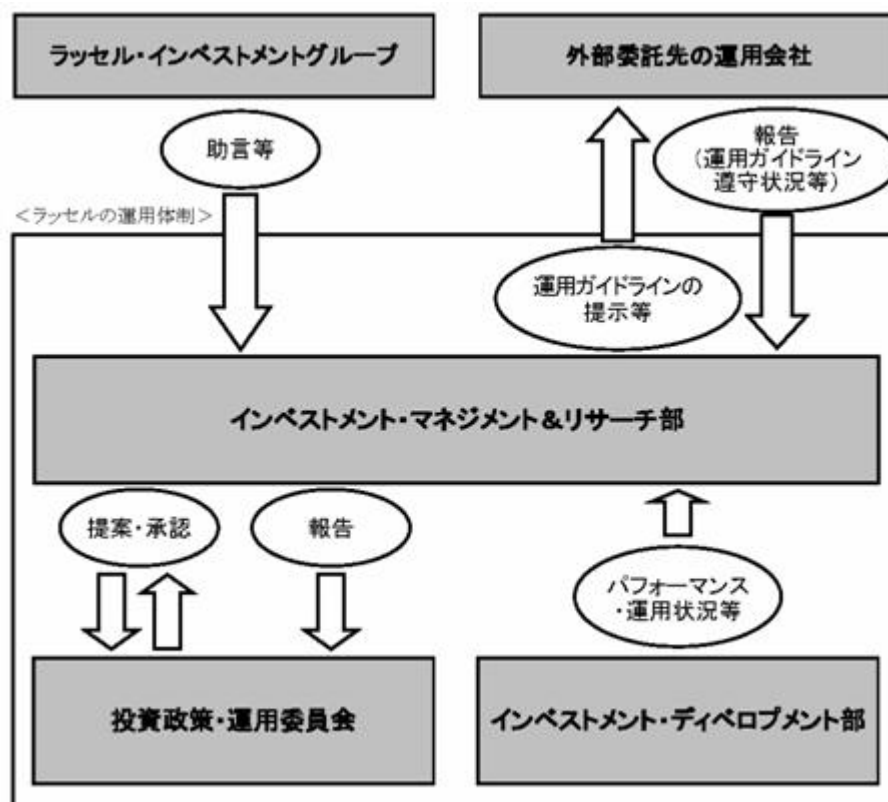 ラッセル・インベストメントグループ
外部委託先の運用会社
助言等
報告
（運用ガイドライン
遵守状況等）
＜ラッセルの運用体制＞
運用ガイドラインの
提示等
インベストメント・マネジメント＆リサーチ部
提案・承認
報告
パフォーマンス
・運用状況等
投資政策・運用委員会
インベストメント・ディベロプメント部